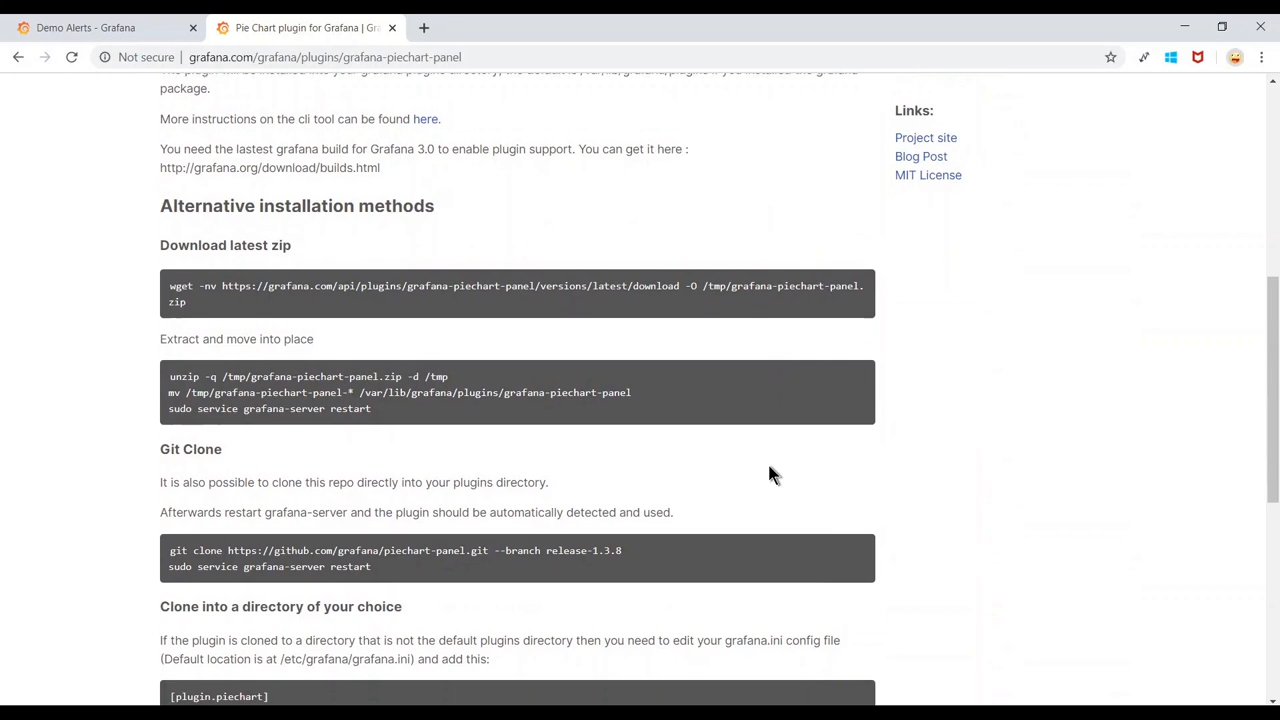 Demo Alerts - Grafana
Pie Chart plugin for Grafana | Gra
Not secure
grafana.com/grafana/plugins/grafana-piechart-panel
package.
More instructions on the cli tool can be found here.
You need the lastest grafana build for Grafana 3.0 to enable plugin support. You can get it here :
http://grafana.org/download/builds.html
Links:
Project site
Blog Post
MIT License
Alternative installation methods
Download latest zip
wget -nv https://grafana.com/api/plugins/grafana-piechart-panel/versions/latest/download -O /tmp/grafana-piechart-panel.
zip
Extract and move into place
unzip -q /tmp/grafana-piechart-panel.zip -d /tmp
mv /tmp/grafana-piechart-panel-* /var/lib/grafana/plugins/grafana-piechart-panel
sudo service grafana-server restart
Git Clone
It is also possible to clone this repo directly into your plugins directory.
Afterwards restart grafana-server and the plugin should be automatically detected and used.
git clone https://github.com/grafana/piechart-panel.git --branch release-1.3.8
sudo service grafana-server restart
Clone into a directory of your choice
If the plugin is cloned to a directory that is not the default plugins directory then you need to edit your grafana.ini config file
(Default location is at /etc/grafana/grafana.ini) and add this:
[plugin.piechart]